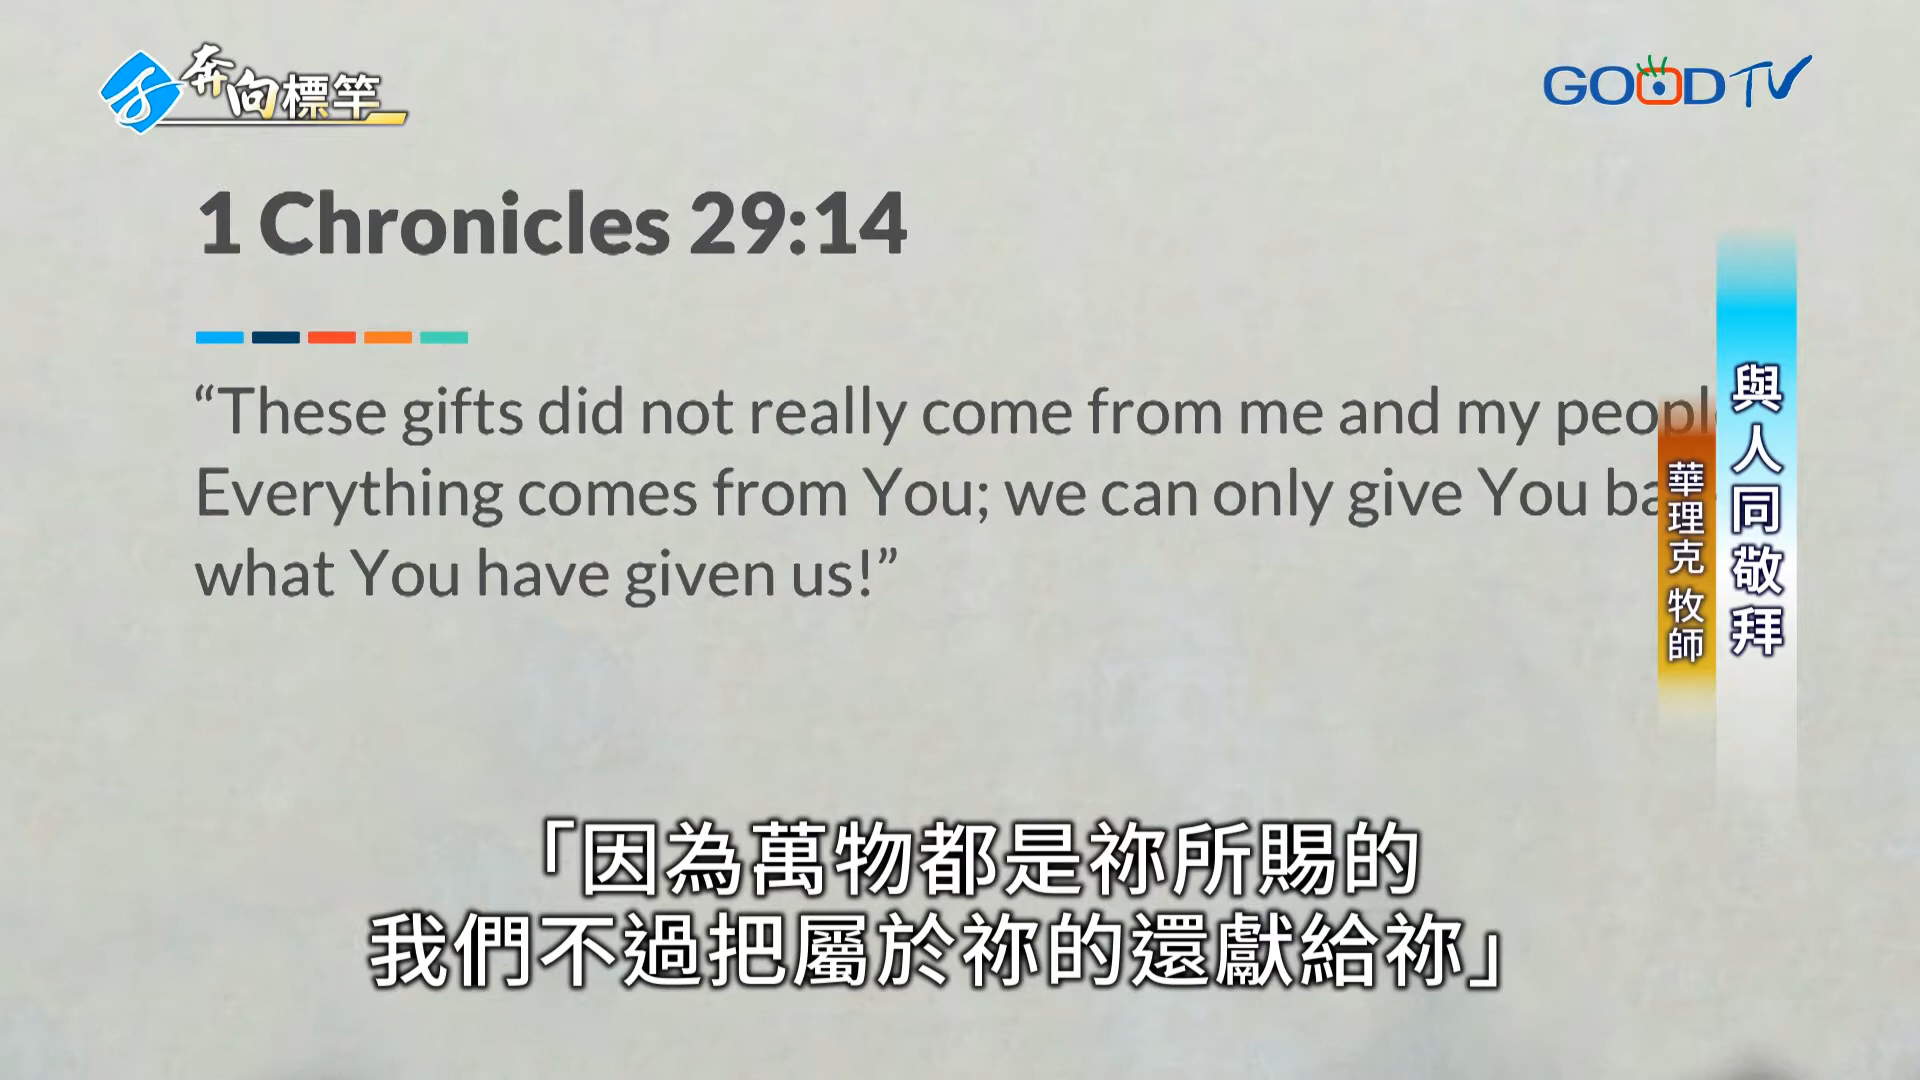 奔向標竿
GOOD TV
1 Chronicles 29:14
“These gifts did not really come from me and my
Everything comes from You; we can only give You
what You have given us!”
與人同敬拜
華理克 牧師
「因為萬物都是祢所賜的
我們不過把屬於祢的還獻給祢」